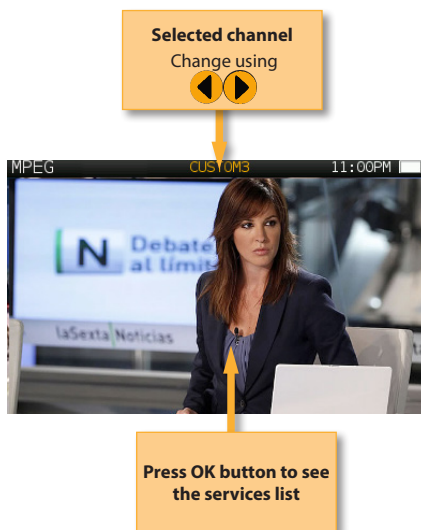 Selected channel
Change using
MPEG CUSTOM3 11:00PM
N Debate
al límite
laSexta Noticias
Press OK button to see
the services list